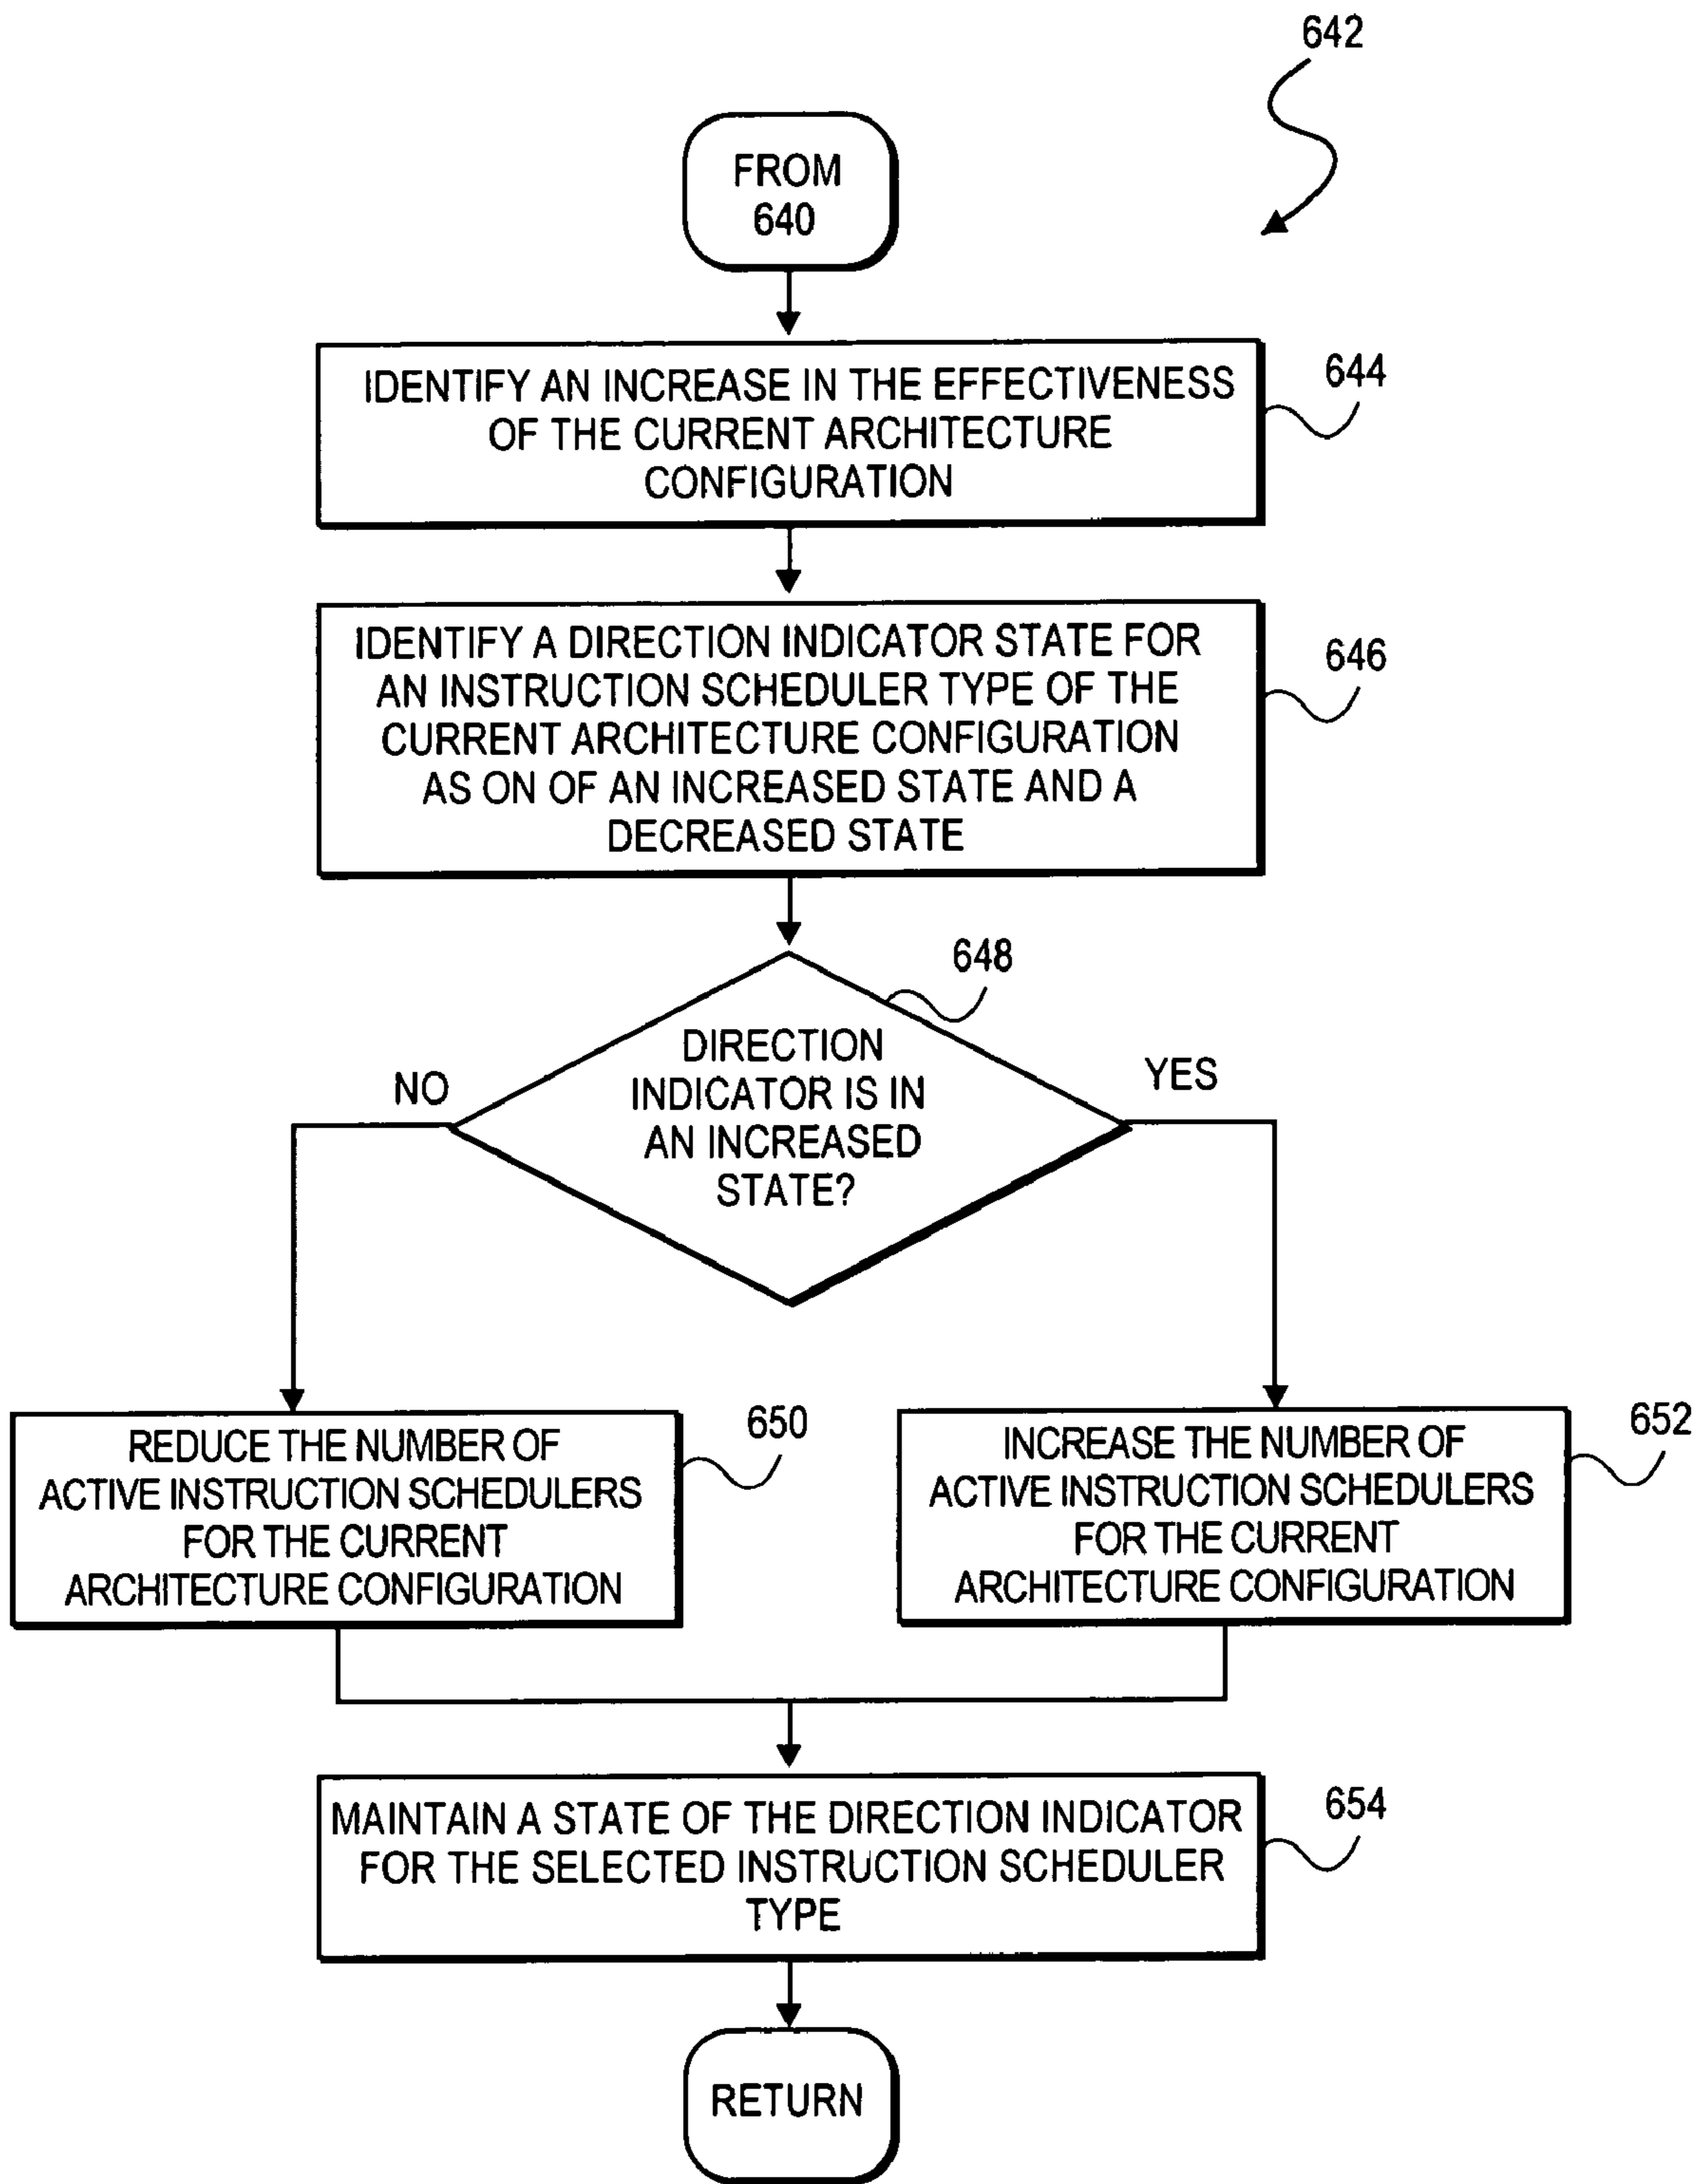 642
FROM
640
IDENTIFY AN INCREASE IN THE EFFECTIVENESS
OF THE CURRENT ARCHITECTURE
CONFIGURATION
644
IDENTIFY A DIRECTION INDICATOR STATE FOR
AN INSTRUCTION SCHEDULER TYPE OF THE
CURRENT ARCHITECTURE CONFIGURATION
AS ON OF AN INCREASED STATE AND A
DECREASED STATE
646
648
DIRECTION
INDICATOR IS IN
AN INCREASED
STATE?
NO
YES
REDUCE THE NUMBER OF
ACTIVE INSTRUCTION SCHEDULERS
FOR THE CURRENT
ARCHITECTURE CONFIGURATION
650
INCREASE THE NUMBER OF
ACTIVE INSTRUCTION SCHEDULERS
FOR THE CURRENT
ARCHITECTURE CONFIGURATION
652
MAINTAIN A STATE OF THE DIRECTION INDICATOR
FOR THE SELECTED INSTRUCTION SCHEDULER
TYPE
654
RETURN